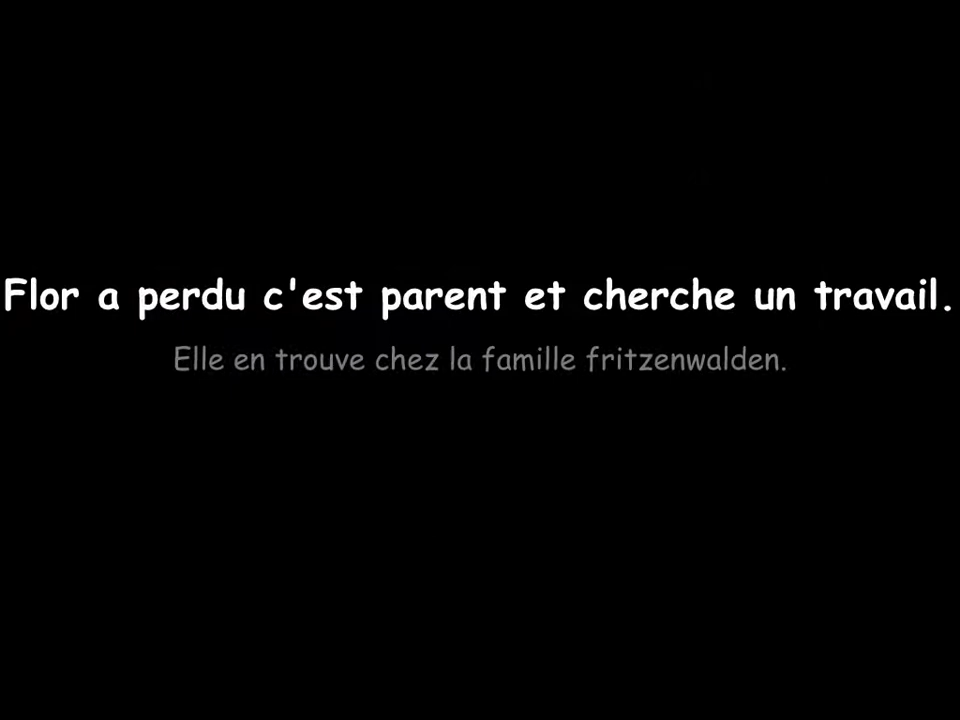 Flor a perdu c'est parent et cherche un travail.
Elle en trouve chez la famille fritzenwalden.